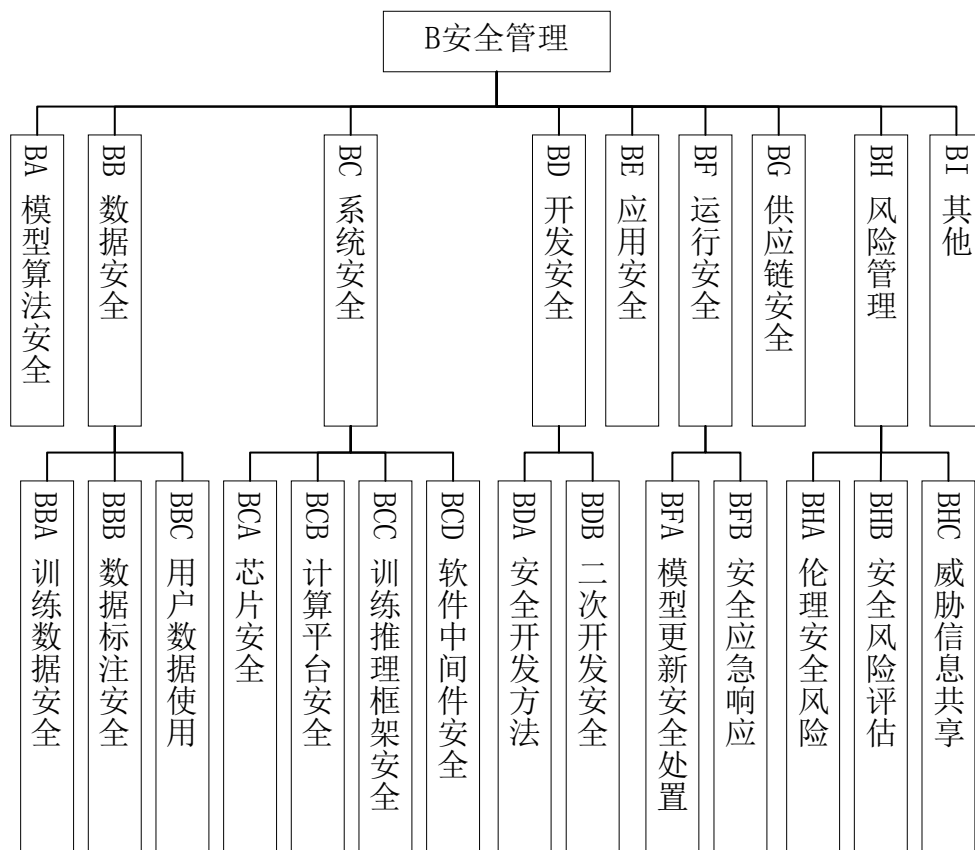 B安全管理
BA 模型算法安全
BB 数据安全
BC 系统安全
BD 开发安全
BE 应用安全
BF 运行安全
BG 供应链安全
BH 风险管理
BI 其他
BBA 训练数据安全
BBB 数据标注安全
BBC 用户数据使用
BCA 芯片安全
BCB 计算平台安全
BCC 训练推理框架安全
BCD 软件中间件安全
BDA 安全开发方法
BDB 二次开发安全
BFA 模型更新安全处置
BFB 安全应急响应
BHA 伦理安全风险
BHB 安全风险评估
BHC 威胁信息共享